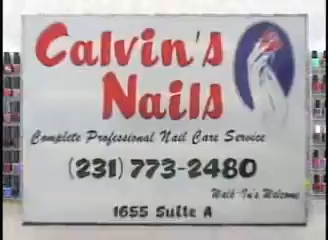 Calvin's
Nails
Complete Professional Nail Care Service
(231) 773-2480
Walk-In's Welcome
1655 Suite A